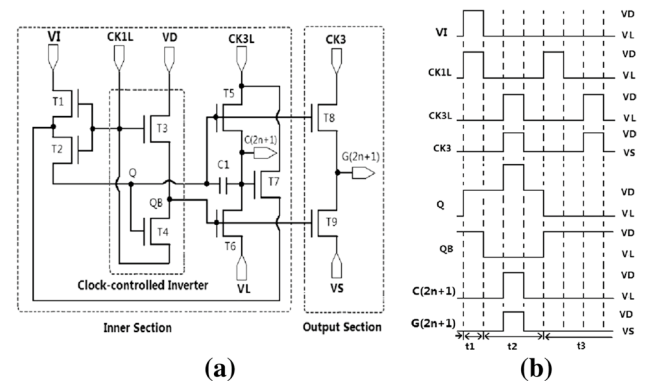 VI CK1L VD CK3L CK3
T1 T2 T3 T4 T5 T6 T7 T8 T9
C(2n+1)
G(2n+1)
C1
Q
QB
Clock-controlled Inverter
VL
VS
Inner Section
Output Section
(a)
VI VD VL
CK1L VD VL
CK3L VD VL
CK3 VD VS
Q VD VL
QB VD VL
C(2n+1) VD VL
G(2n+1) VD VS
t1 t2 t3
(b)